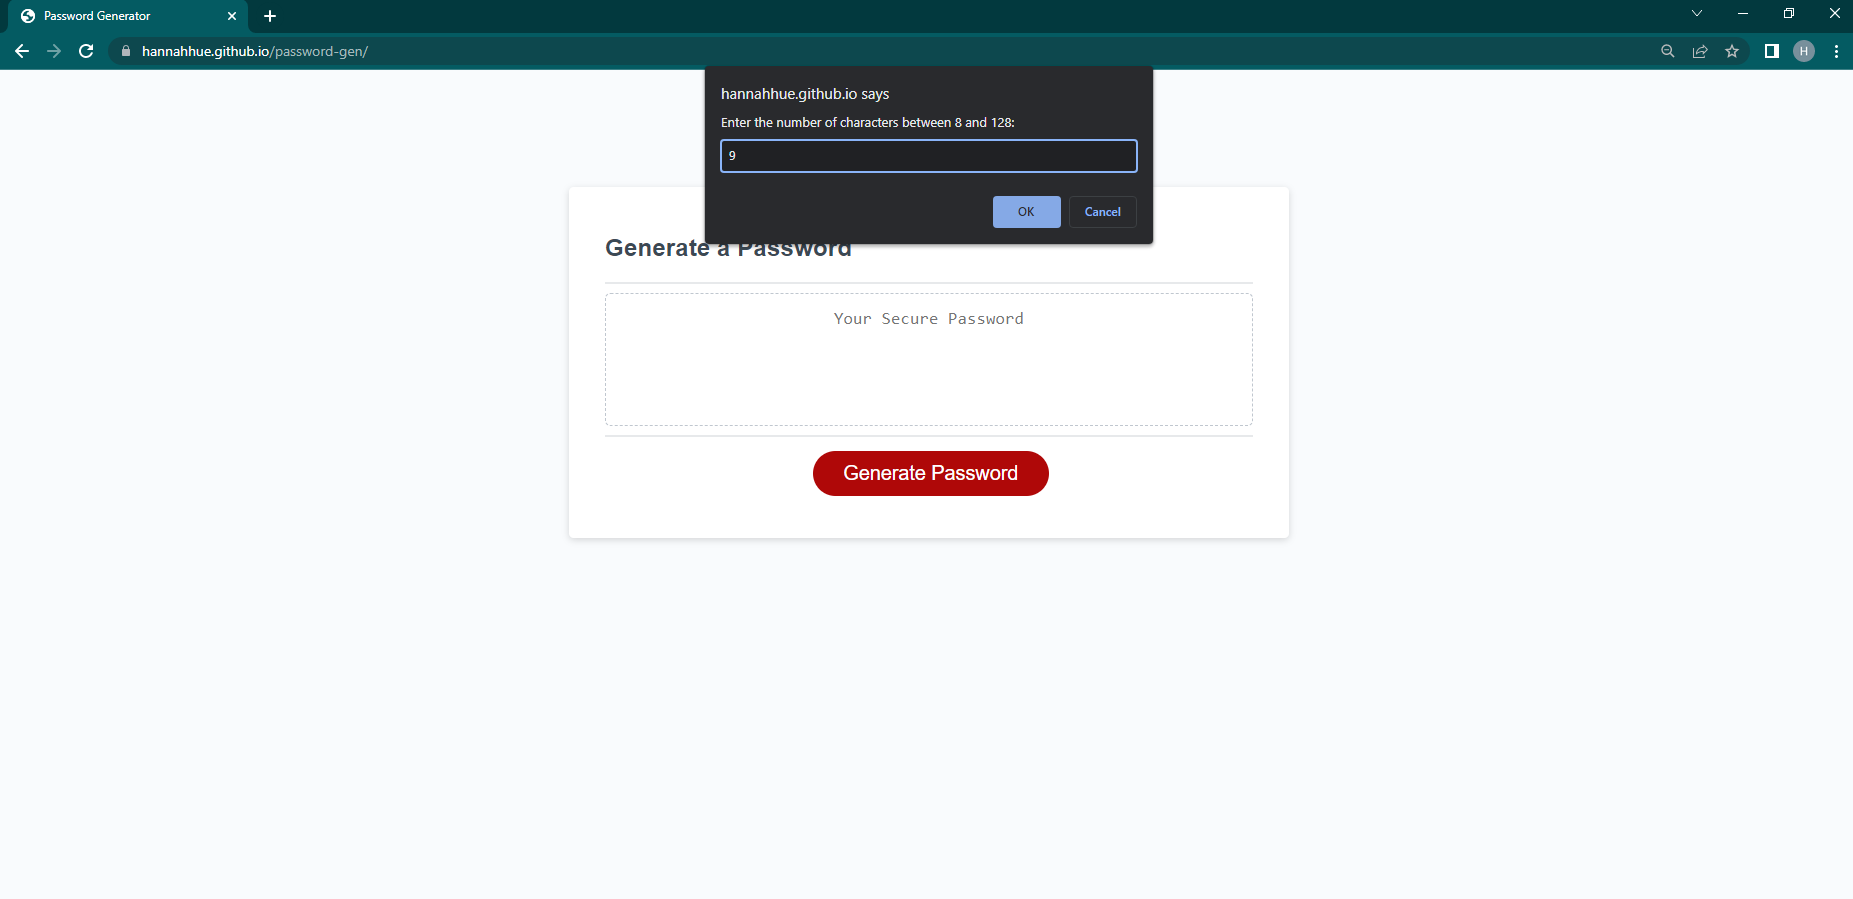 Password Generator
hannahhue.github.io/password-gen/
H
hannahhue.github.io says
Enter the number of characters between 8 and 128:
9
OK Cancel
Generate a Password
Your Secure Password
Generate Password